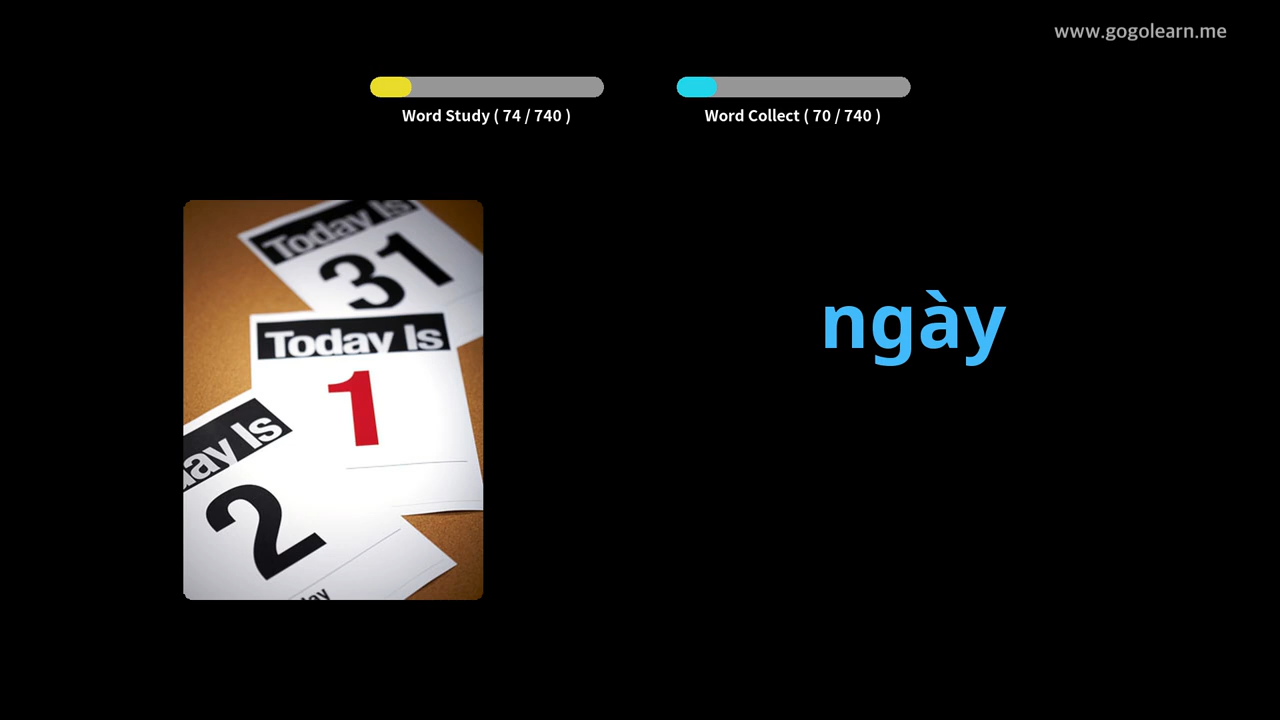 www.gogolearn.me
Word Study ( 74 / 740 )
Word Collect ( 70 / 740 )
Today Is
31
Today Is
1
day Is
2
ngày